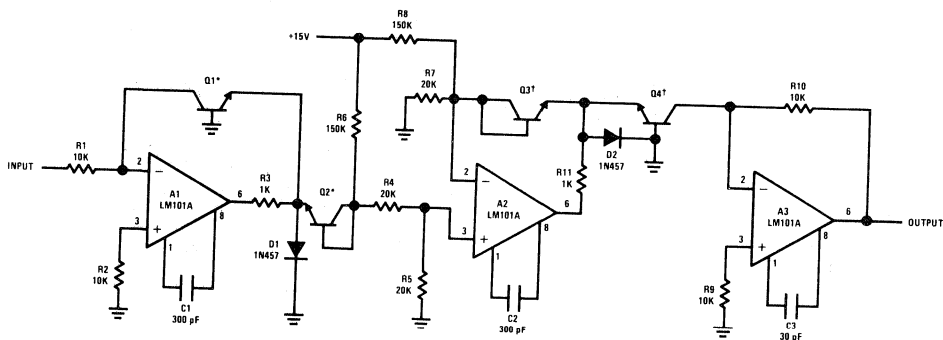 R8
150K
+15V
R7
20K
Q3†
Q4†
R10
10K
Q1*
R6
150K
R1
10K
INPUT
2
−
A1
LM101A
6
8
3
+
1
R3
1K
Q2*
R4
20K
D1
1N457
R2
10K
C1
300 pF
R5
20K
2
−
A2
LM101A
6
8
3
+
1
C2
300 pF
R11
1K
D2
1N457
2
−
A3
LM101A
6
8
3
+
1
OUTPUT
R9
10K
C3
30 pF